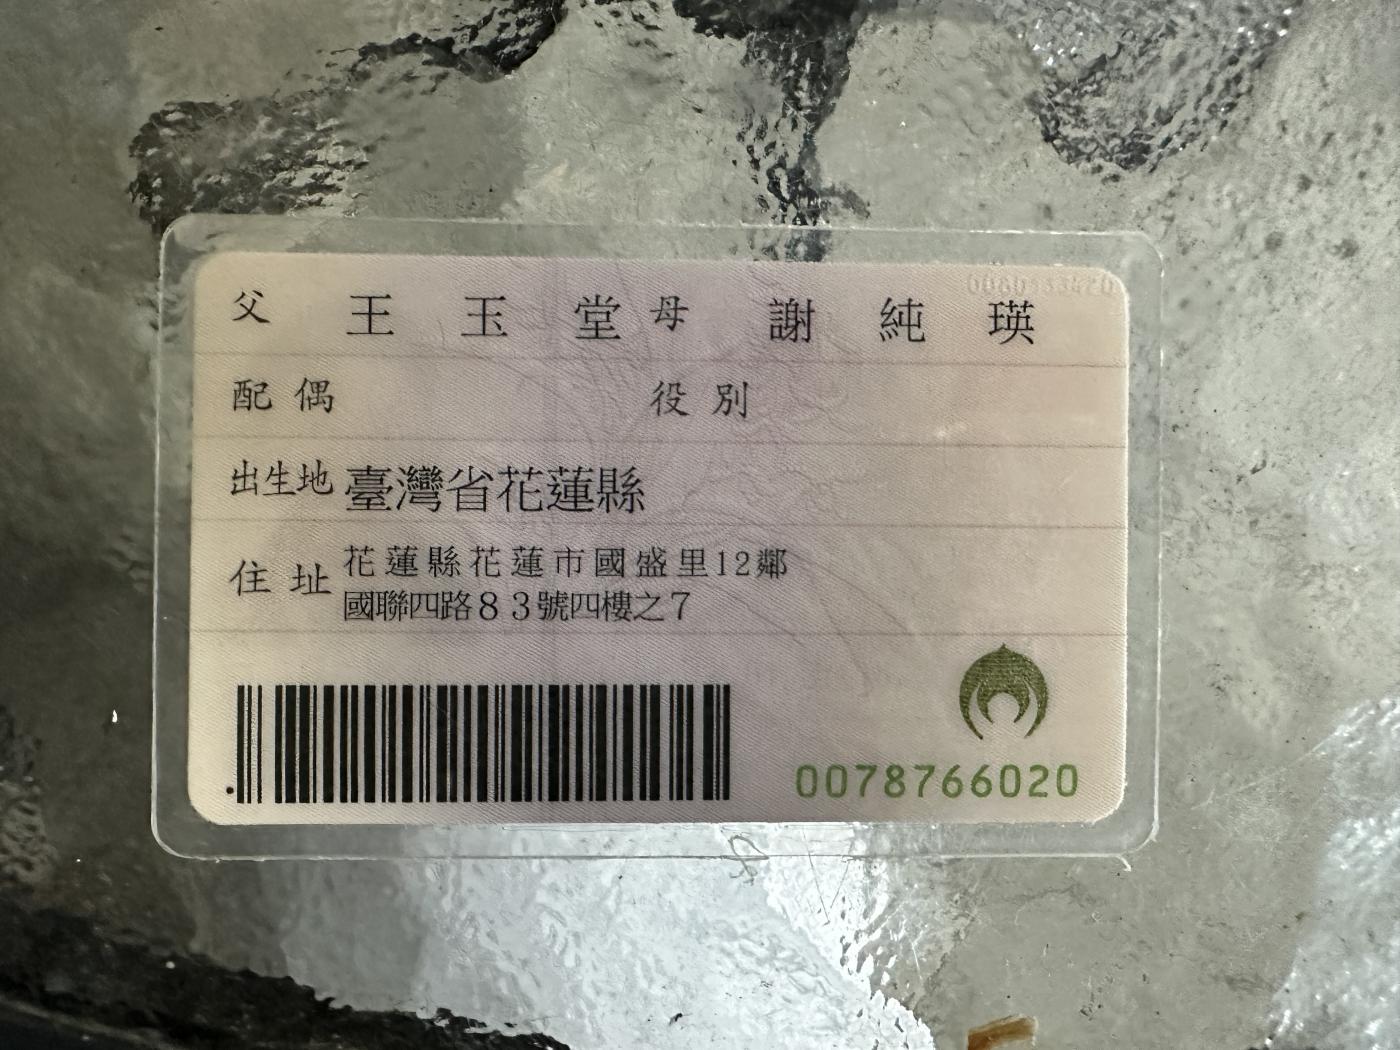 父 王玉堂 母 謝純瑛
配偶 役別
出生地 臺灣省花蓮縣
住址 花蓮縣花蓮市國盛里12鄰
國聯四路83號四樓之7
0078766020